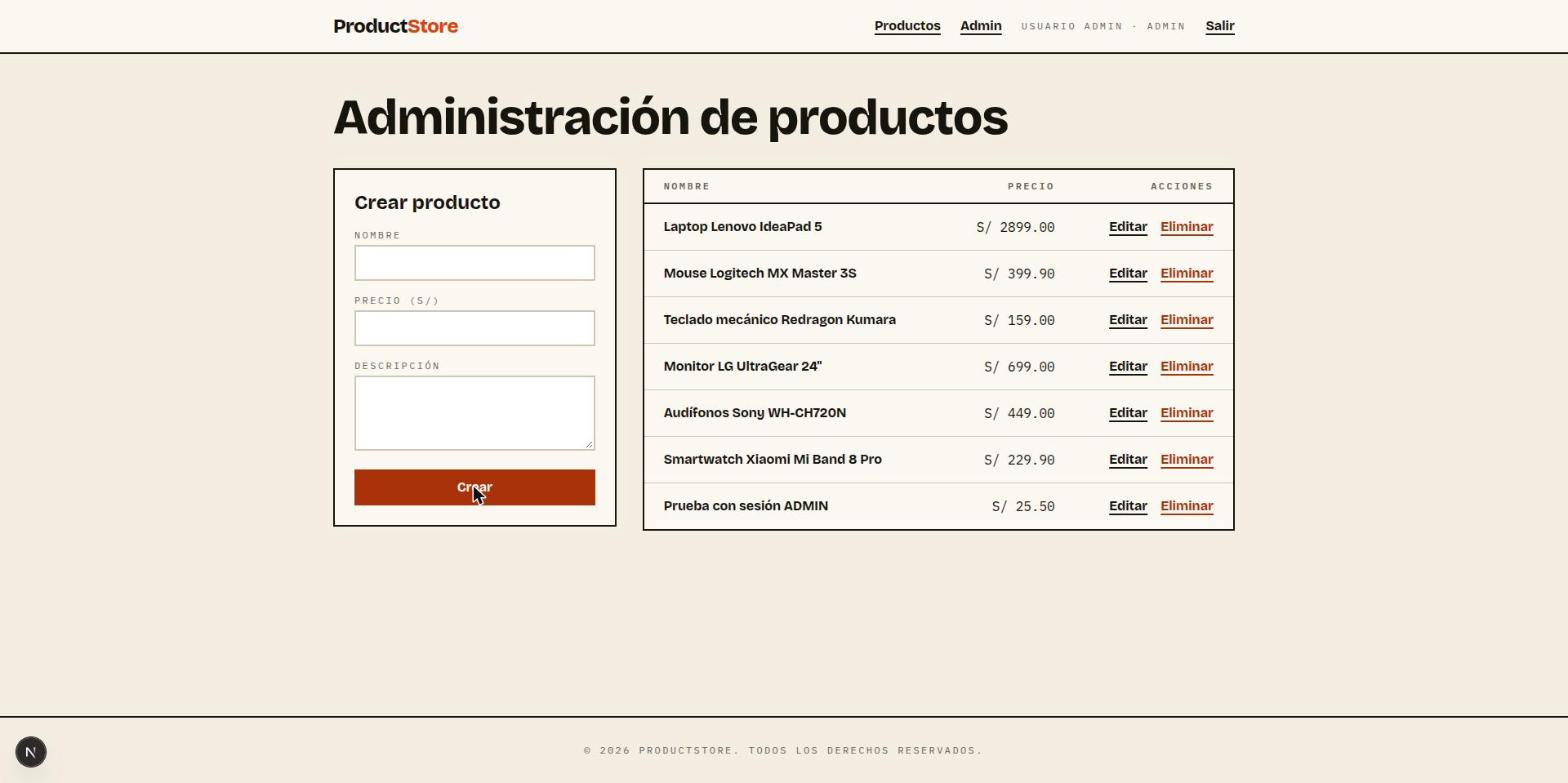 ProductStore
Productos Admin USUARIO ADMIN · ADMIN Salir
Administración de productos
Crear producto
NOMBRE
PRECIO (S/)
DESCRIPCIÓN
Crear
NOMBRE PRECIO ACCIONES
Laptop Lenovo IdeaPad 5 S/ 2899.00 Editar Eliminar
Mouse Logitech MX Master 3S S/ 399.90 Editar Eliminar
Teclado mecánico Redragon Kumara S/ 159.00 Editar Eliminar
Monitor LG UltraGear 24" S/ 699.00 Editar Eliminar
Audífonos Sony WH-CH720N S/ 449.00 Editar Eliminar
Smartwatch Xiaomi Mi Band 8 Pro S/ 229.90 Editar Eliminar
Prueba con sesión ADMIN S/ 25.50 Editar Eliminar
© 2026 PRODUCTSTORE. TODOS LOS DERECHOS RESERVADOS.
N